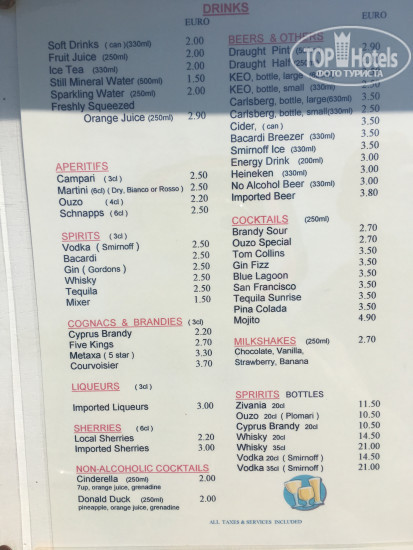 DRINKS
EURO
Soft Drinks ( can )(330ml) 2.00
Fruit Juice (250ml) 2.00
Ice Tea (330ml) 2.00
Still Mineral Water (500ml) 1.50
Sparkling Water (250ml) 2.00
Freshly Squeezed
Orange Juice (250ml) 2.90
APERITIFS
Campari ( 3cl ) 2.50
Martini (6cl) ( Dry, Bianco or Rosso ) 2.50
Ouzo ( 4cl ) 2.20
Schnapps ( 6cl ) 2.50
SPIRITS ( 3cl )
Vodka ( Smirnoff ) 2.50
Bacardi 2.50
Gin ( Gordons ) 2.50
Whisky 2.50
Tequila 2.50
Mixer 1.50
COGNACS & BRANDIES ( 3cl)
Cyprus Brandy 2.20
Five Kings 2.70
Metaxa ( 5 star ) 3.30
Courvoisier 3.70
LIQUEURS ( 3cl )
Imported Liqueurs 3.00
SHERRIES ( 6cl )
Local Sherries 2.20
Imported Sherries 3.00
NON-ALCOHOLIC COCKTAILS
Cinderella (250ml) 2.00
7up, orange juice, grenadine
Donald Duck (250ml) 2.00
pineapple, orange juice, grenadine
EURO
BEERS & OTHERS
Draught Pint 2.90
Draught Half
KEO, bottle, large
KEO, bottle, small (330ml)
Carlsberg, bottle, large(630ml) 3.50
Carlsberg, bottle, small(330ml) 2.50
Cider, ( can ) 3.50
Bacardi Breezer (330ml) 3.50
Smirnoff Ice (330ml) 3.50
Energy Drink (200ml) 3.00
Heineken (330ml) 3.00
No Alcohol Beer (330ml) 3.00
Imported Beer 3.80
COCKTAILS (250ml)
Brandy Sour 2.70
Ouzo Special 2.70
Tom Collins 3.50
Gin Fizz 3.50
Blue Lagoon 3.50
San Francisco 3.50
Tequila Sunrise 3.50
Pina Colada 3.50
Mojito 4.90
MILKSHAKES (250ml) 2.70
Chocolate, Vanilla,
Strawberry, Banana
SPRIRITS BOTTLES
Zivania 20cl 11.50
Ouzo 20cl ( Plomari ) 10.50
Cyprus Brandy 20cl 10.50
Whisky 20cl 14.50
Whisky 35cl 21.00
Vodka 20cl ( Smirnoff ) 14.50
Vodka 35cl ( Smirnoff ) 21.00
ALL TAXES & SERVICES INCLUDED
TOPHotels
ФОТО ТУРИСТА